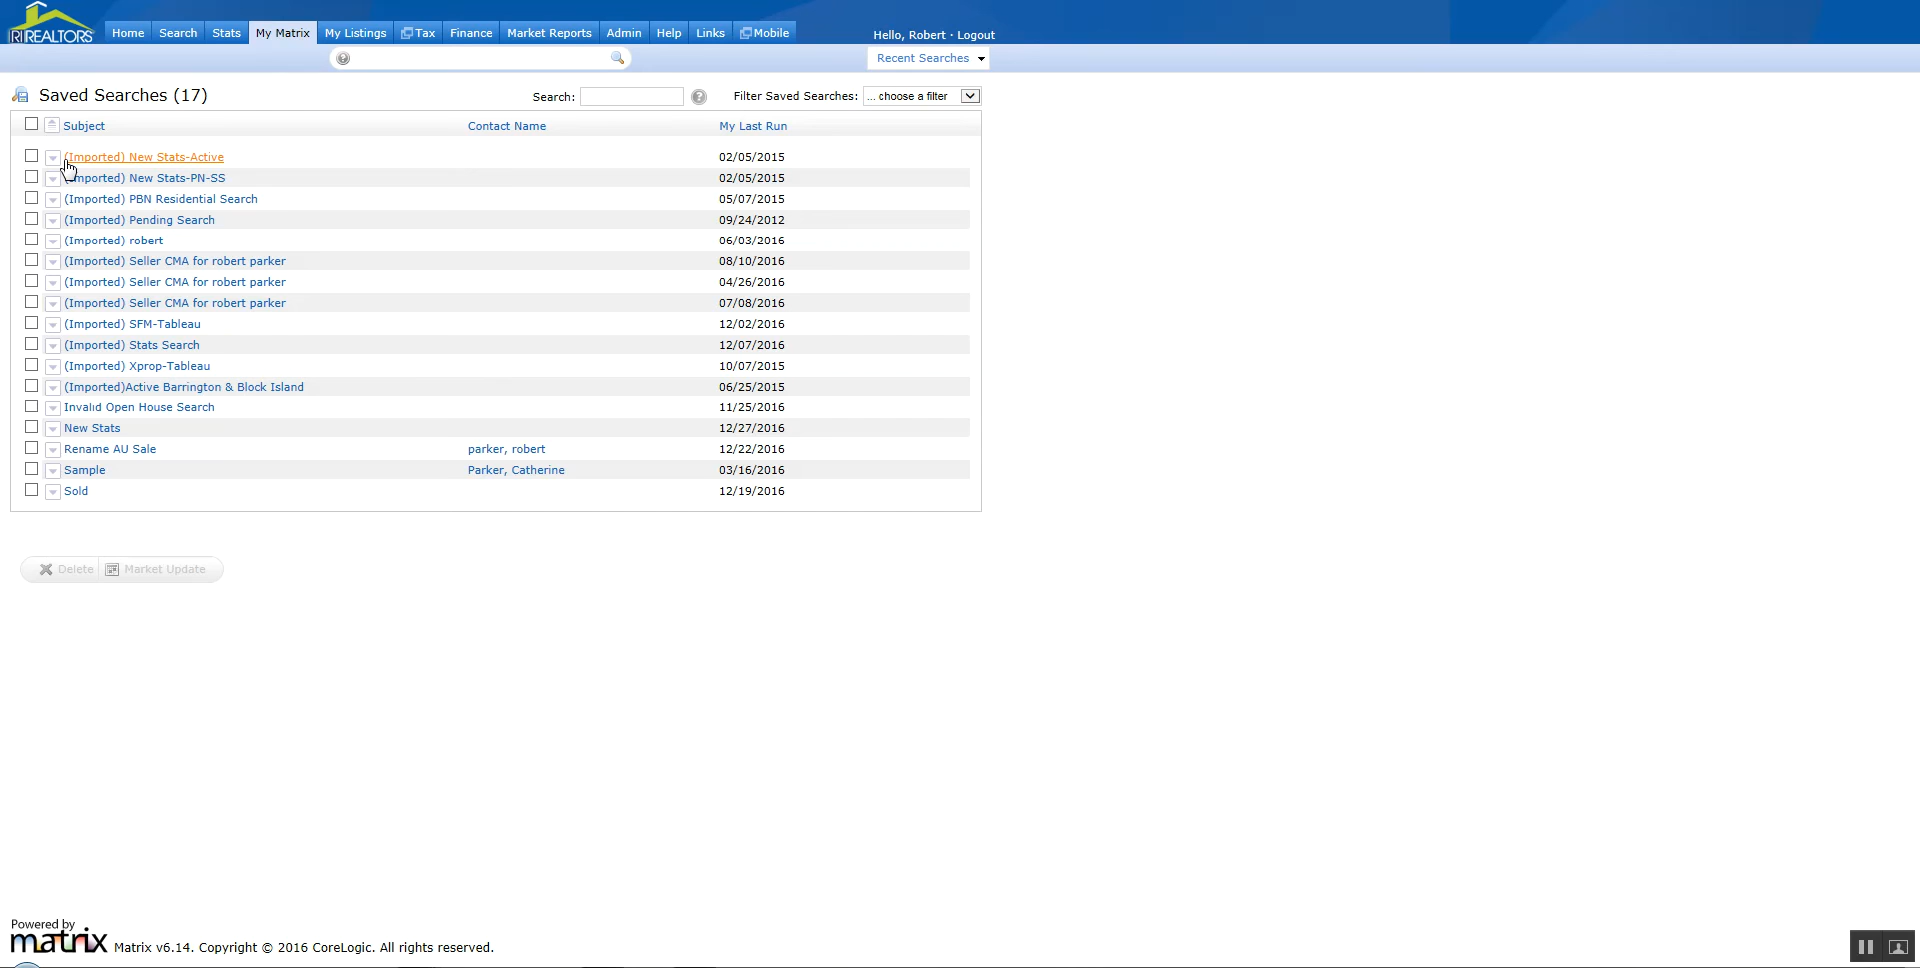 RIREALTORS
Home Search Stats My Matrix My Listings Tax Finance Market Reports Admin Help Links Mobile
Hello, Robert · Logout
Recent Searches
Saved Searches (17)
Search:
Filter Saved Searches: ... choose a filter
Subject Contact Name My Last Run
(Imported) New Stats-Active 02/05/2015
(Imported) New Stats-PN-SS 02/05/2015
(Imported) PBN Residential Search 05/07/2015
(Imported) Pending Search 09/24/2012
(Imported) robert 06/03/2016
(Imported) Seller CMA for robert parker 08/10/2016
(Imported) Seller CMA for robert parker 04/26/2016
(Imported) Seller CMA for robert parker 07/08/2016
(Imported) SFM-Tableau 12/02/2016
(Imported) Stats Search 12/07/2016
(Imported) Xprop-Tableau 10/07/2015
(Imported)Active Barrington & Block Island 06/25/2015
Invalid Open House Search 11/25/2016
New Stats 12/27/2016
Rename AU Sale parker, robert 12/22/2016
Sample Parker, Catherine 03/16/2016
Sold 12/19/2016
Delete Market Update
Powered by
matrix Matrix v6.14. Copyright © 2016 CoreLogic. All rights reserved.